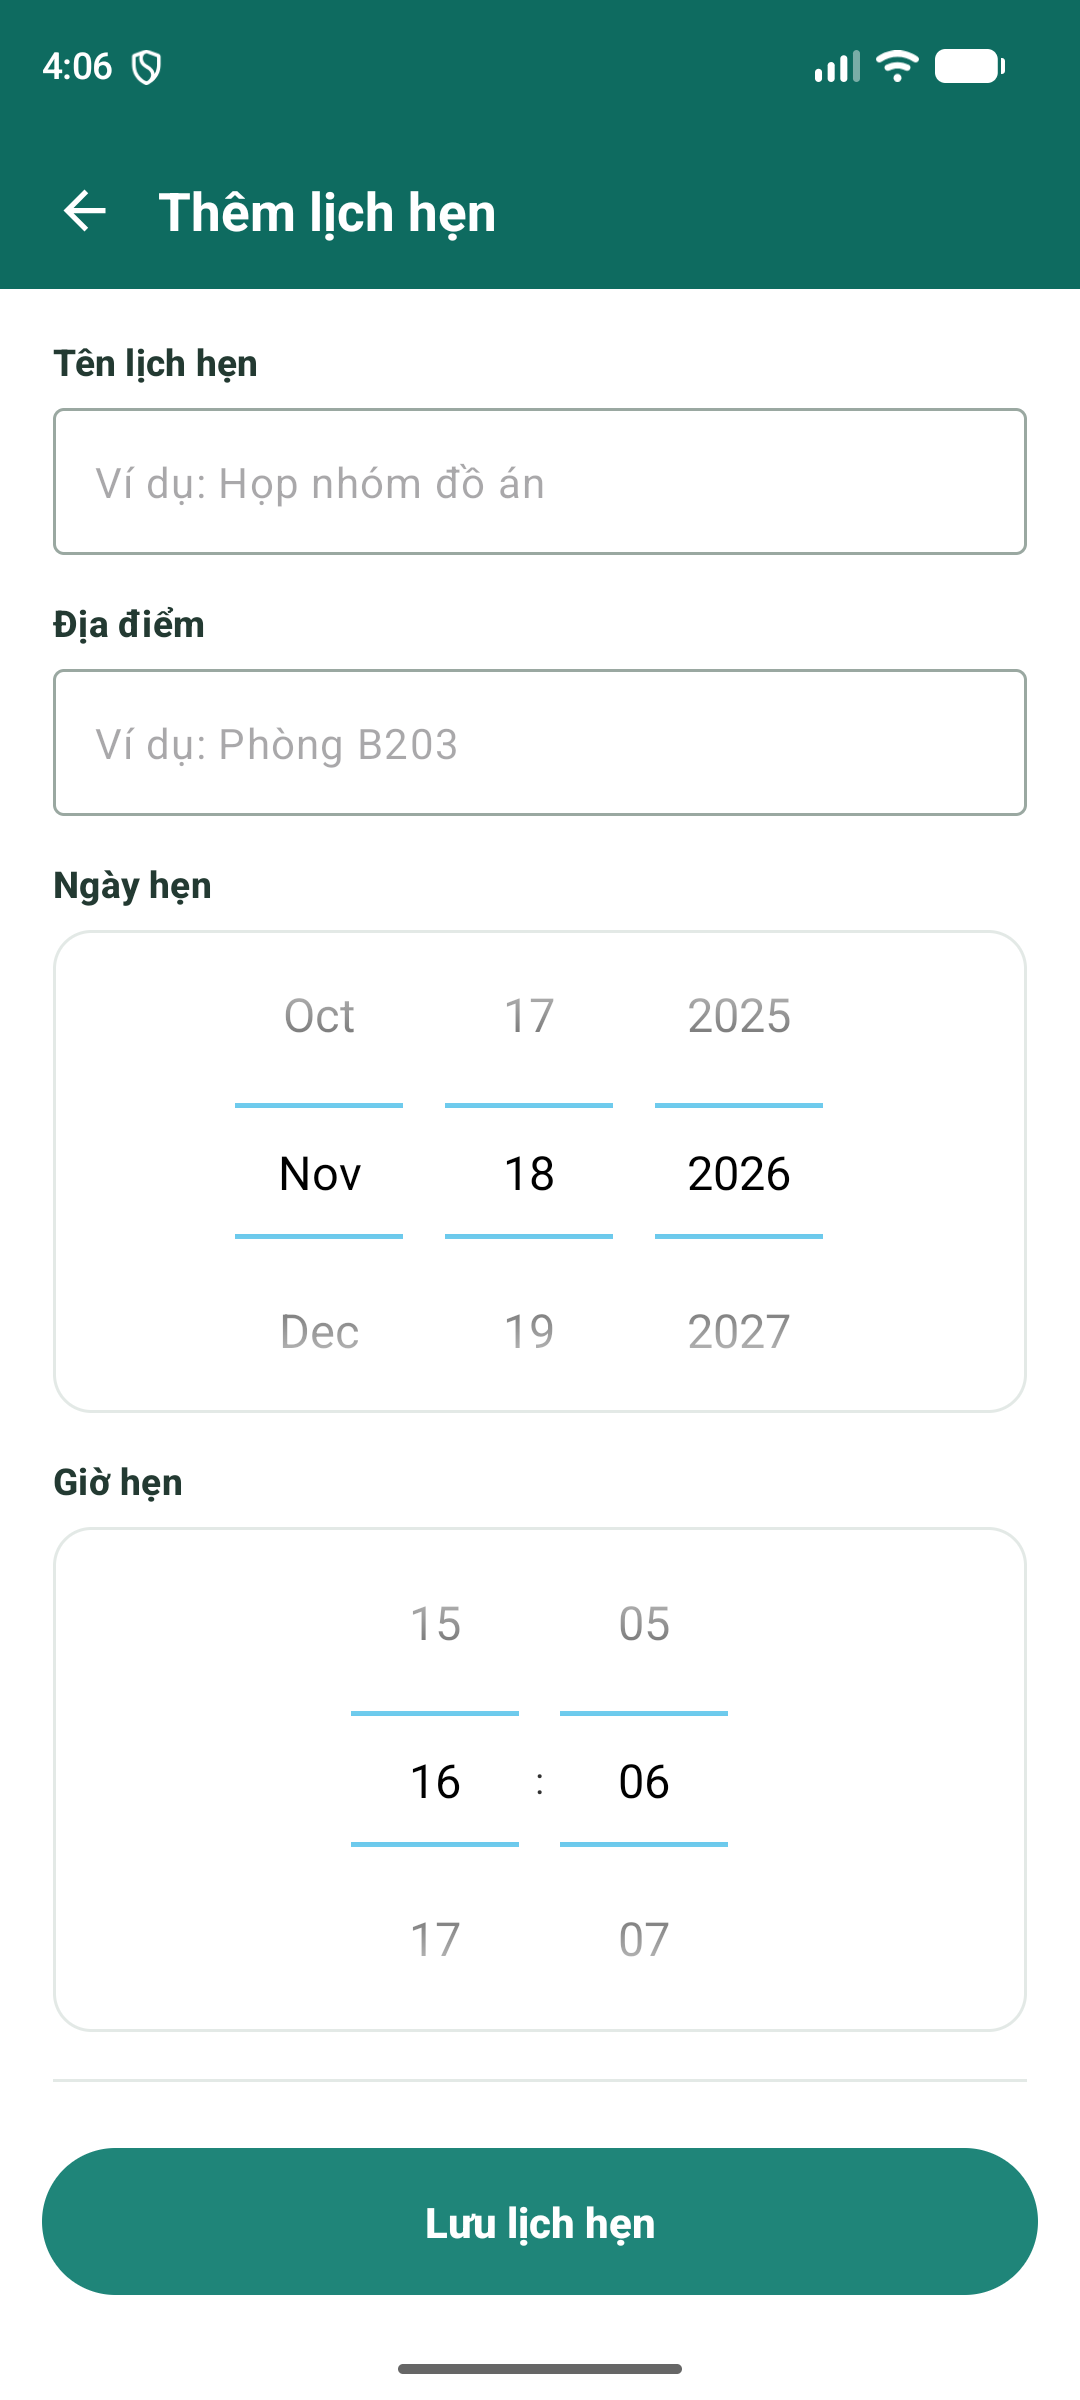 4:06
Thêm lịch hẹn
Tên lịch hẹn
Ví dụ: Họp nhóm đồ án
Địa điểm
Ví dụ: Phòng B203
Ngày hẹn
Oct 17 2025
Nov 18 2026
Dec 19 2027
Giờ hẹn
15 05
16 : 06
17 07
Lưu lịch hẹn